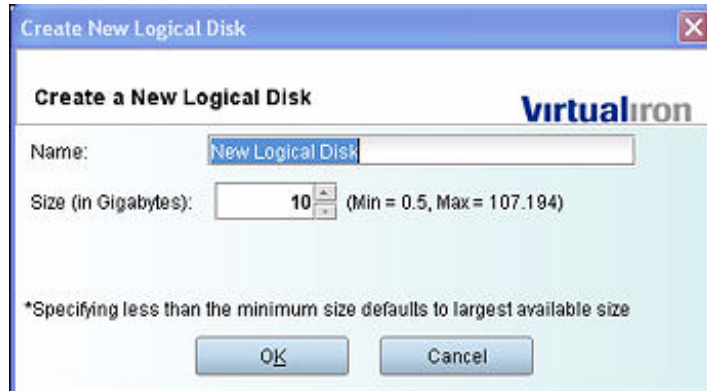 Create New Logical Disk
Create a New Logical Disk
Virtualiron
Name:
New Logical Disk
Size (in Gigabytes):
10
(Min = 0.5, Max = 107.194)
*Specifying less than the minimum size defaults to largest available size
OK
Cancel